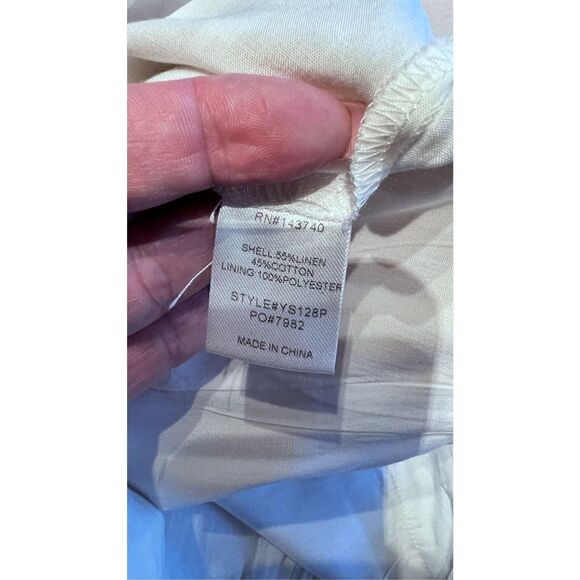 RN#143740
SHELL:55%LINEN
45%COTTON
LINING 100%POLYESTER
STYLE#YS128P
PO#7982
MADE IN CHINA